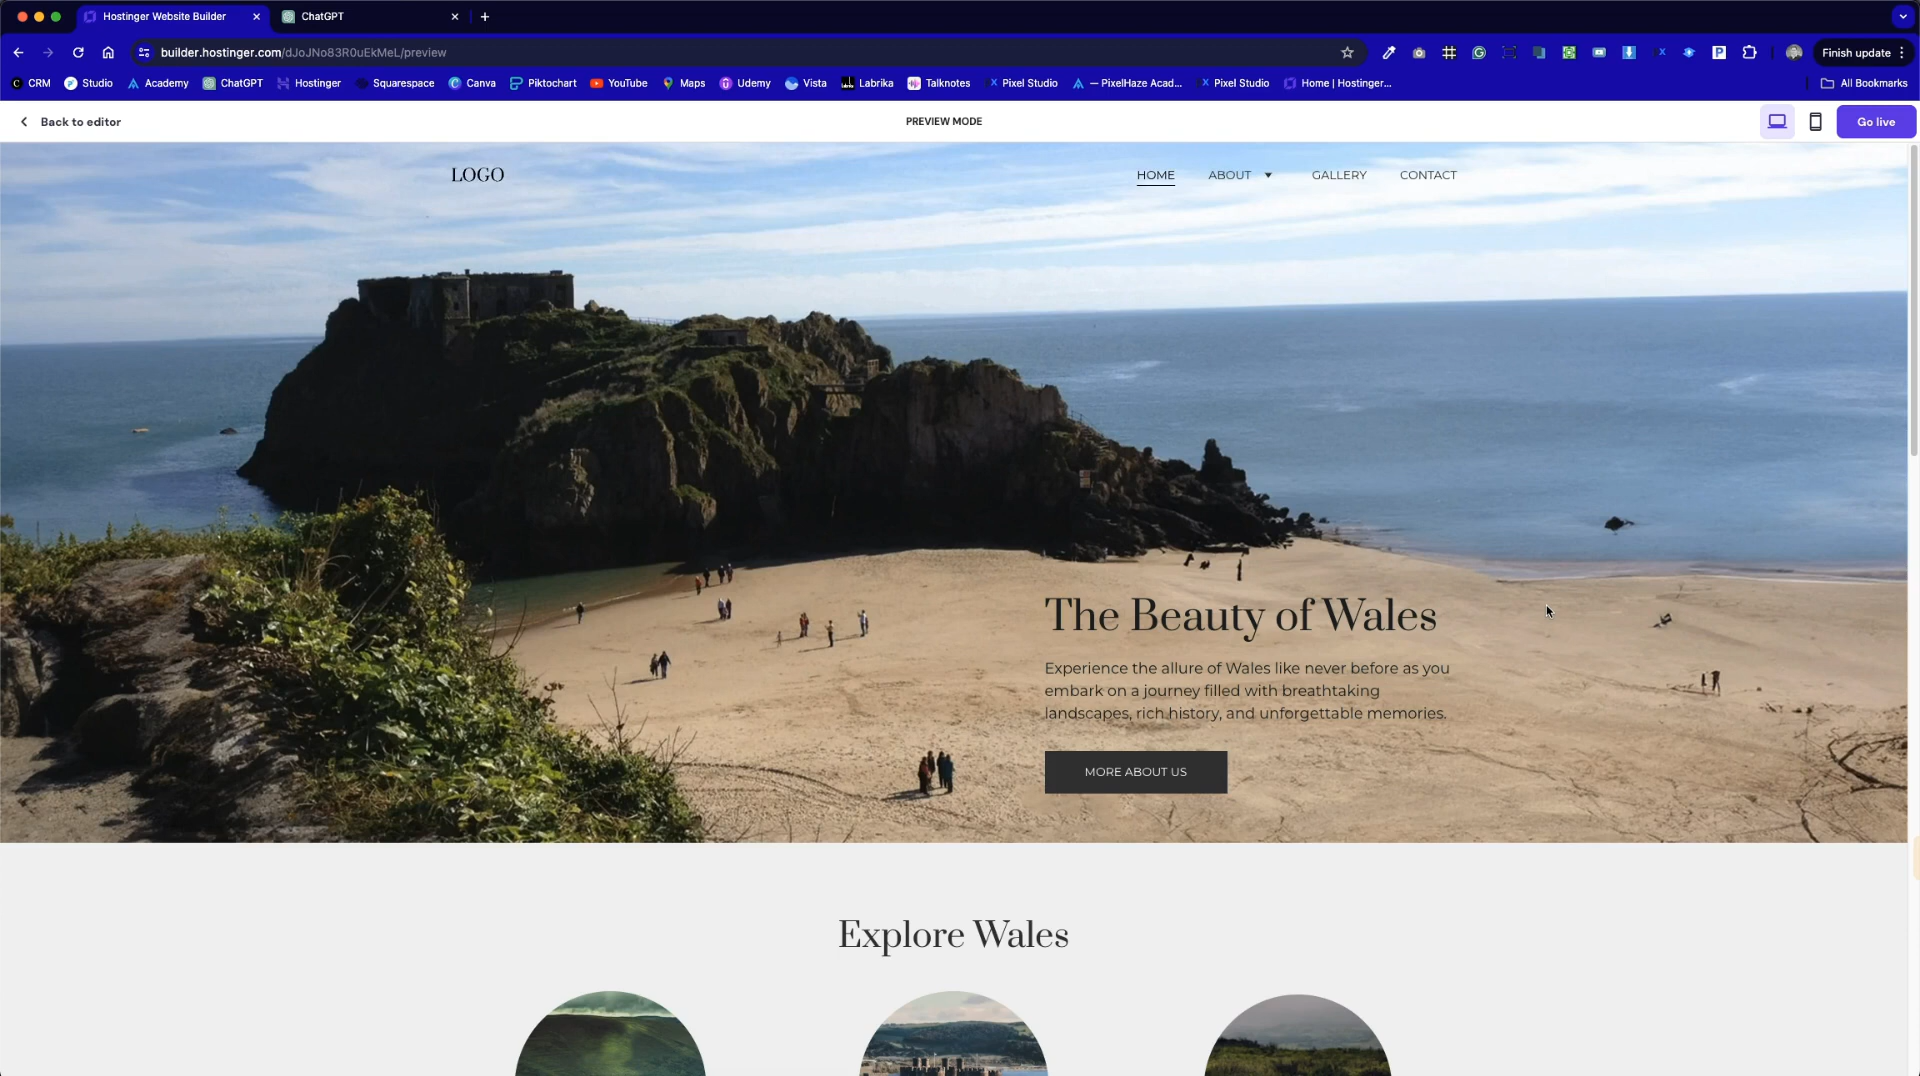 Hostinger Website Builder
ChatGPT
builder.hostinger.com/dJoJNo83R0uEkMeL/preview
Finish update
CRM
Studio
Academy
ChatGPT
Hostinger
Squarespace
Canva
Piktochart
YouTube
Maps
Udemy
Vista
Labrika
Talknotes
Pixel Studio
— PixelHaze Acad...
Pixel Studio
Home | Hostinger...
All Bookmarks
Back to editor
PREVIEW MODE
Go live
LOGO
HOME
ABOUT
GALLERY
CONTACT
The Beauty of Wales
Experience the allure of Wales like never before as you
embark on a journey filled with breathtaking
landscapes, rich history, and unforgettable memories.
MORE ABOUT US
Explore Wales